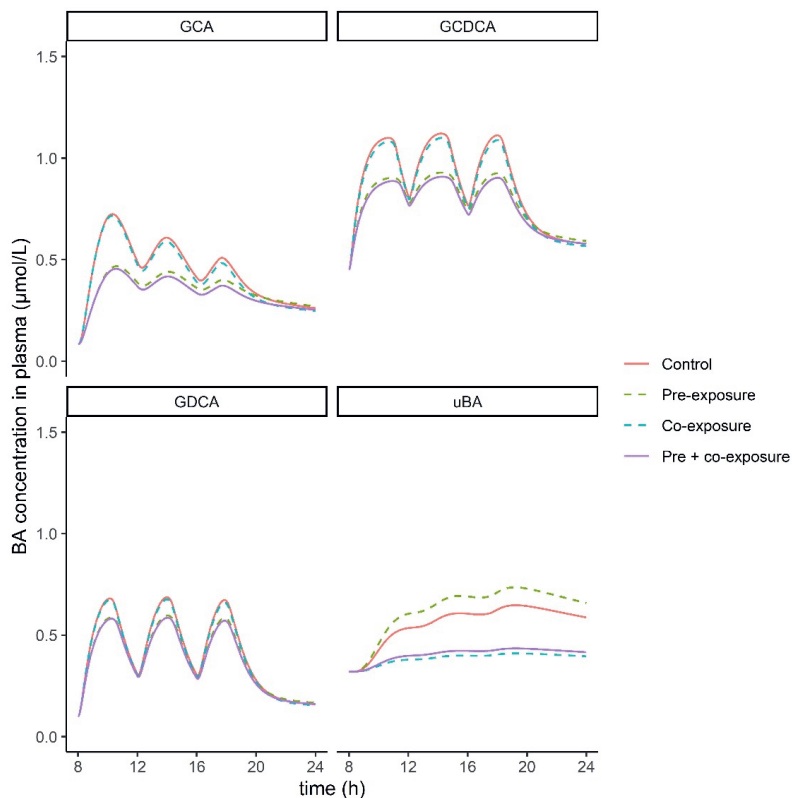 GCA
GCDCA
1.5
1.0
0.5
0.0
GDCA
uBA
1.5
1.0
0.5
0.0
8
12
16
20
24
8
12
16
20
24
BA concentration in plasma (μmol/L)
time (h)
Control
Pre-exposure
Co-exposure
Pre + co-exposure